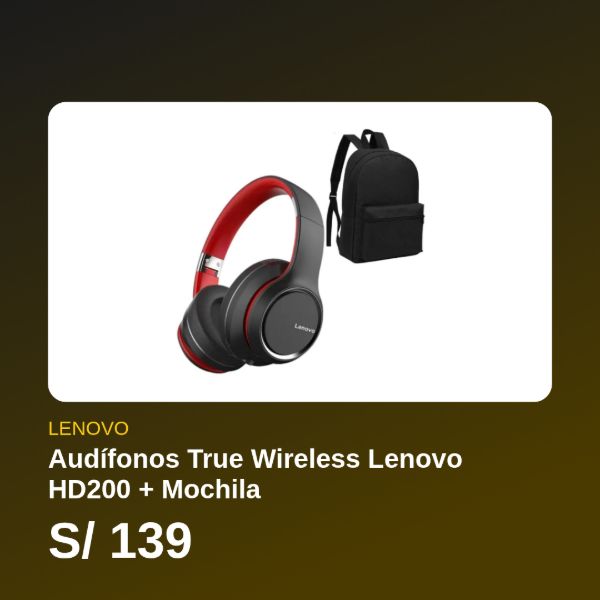 Lenovo
LENOVO
Audífonos True Wireless Lenovo
HD200 + Mochila
S/ 139